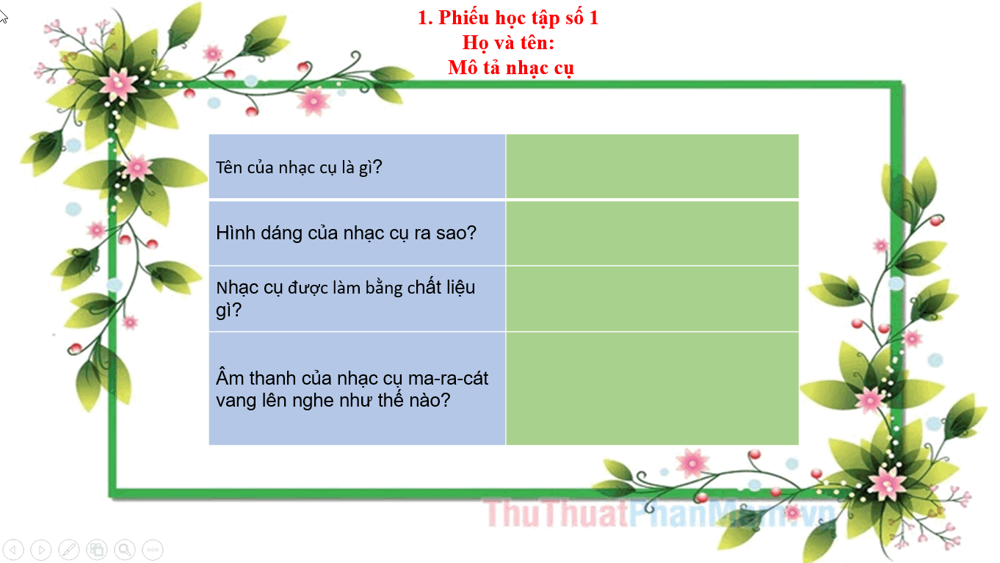 1. Phiếu học tập số 1
Họ và tên:
Mô tả nhạc cụ
Tên của nhạc cụ là gì?
Hình dáng của nhạc cụ ra sao?
Nhạc cụ được làm bằng chất liệu
gì?
Âm thanh của nhạc cụ ma-ra-cát
vang lên nghe như thế nào?
ThuThuatPhanMem.vn